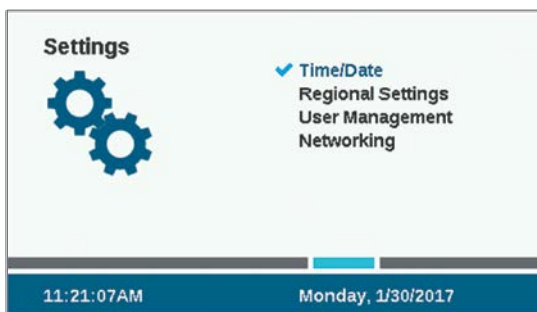 Settings
Time/Date
Regional Settings
User Management
Networking
11:21:07AM
Monday, 1/30/2017